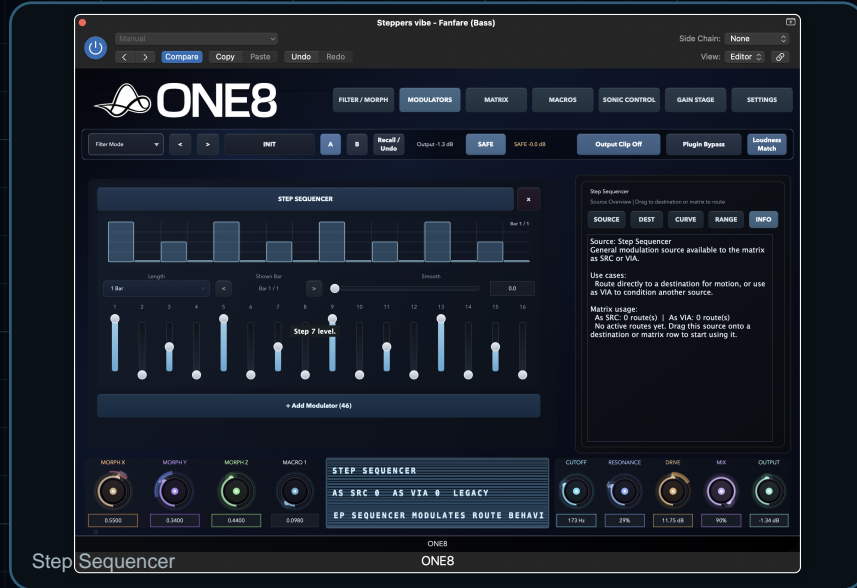 Steppers vibe - Fanfare (Bass)
Manual
Side Chain: None
< > Compare Copy Paste Undo Redo
View: Editor
ONE8
FILTER / MORPH MODULATORS MATRIX MACROS SONIC CONTROL GAIN STAGE SETTINGS
Filter Mode < > INIT A B Recall / Undo Output -1.3 dB SAFE SAFE -0.0 dB Output Clip Off Plugin Bypass Loudness Match
STEP SEQUENCER x
Bar 1 / 1
Length Shown Bar Smooth
1 Bar < Bar 1 / 1 > 0.0
1 2 3 4 5 6 7 8 9 10 11 12 13 14 15 16
Step 7 level.
+ Add Modulator (46)
Step Sequencer
Source Overview | Drag to destination or matrix to route
SOURCE DEST CURVE RANGE INFO
Source: Step Sequencer
General modulation source available to the matrix
as SRC or VIA.
Use cases:
Route directly to a destination for motion, or use
as VIA to condition another source.
Matrix usage:
As SRC: 0 route(s) | As VIA: 0 route(s)
No active routes yet. Drag this source onto a
destination or matrix row to start using it.
MORPH X MORPH Y MORPH Z MACRO 1
0.5500 0.3400 0.4400 0.0980
STEP SEQUENCER
AS SRC 0 AS VIA 0 LEGACY
EP SEQUENCER MODULATES ROUTE BEHAVI
CUTOFF RESONANCE DRIVE MIX OUTPUT
173 Hz 29% 11.75 dB 90% -1.34 dB
ONE8
ONE8
Step Sequencer